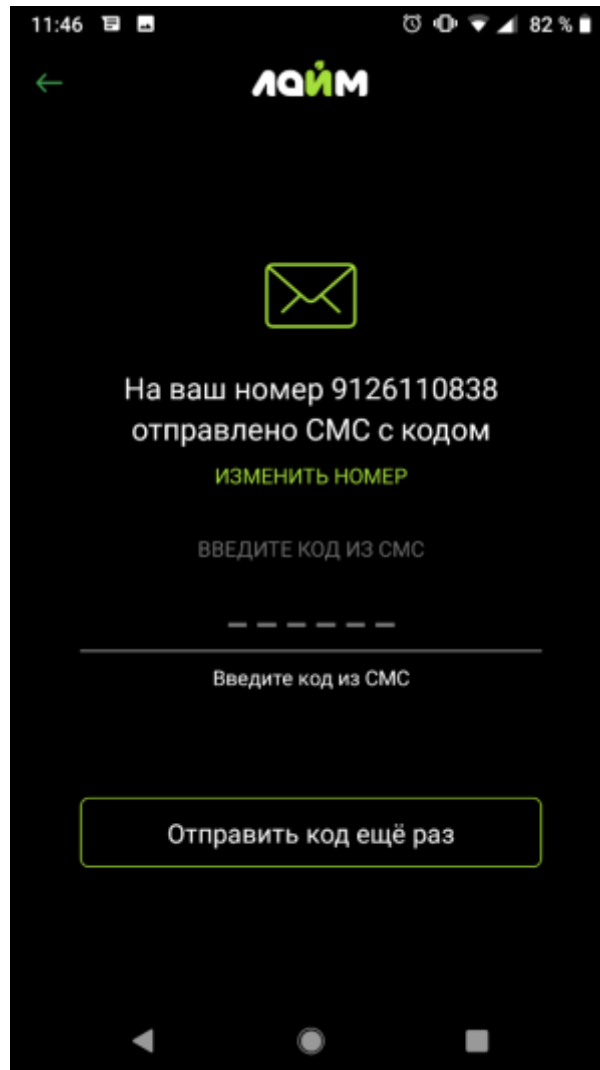 11:46
82 %
лайм
На ваш номер 9126110838
отправлено СМС с кодом
ИЗМЕНИТЬ НОМЕР
ВВЕДИТЕ КОД ИЗ СМС
Введите код из СМС
Отправить код ещё раз